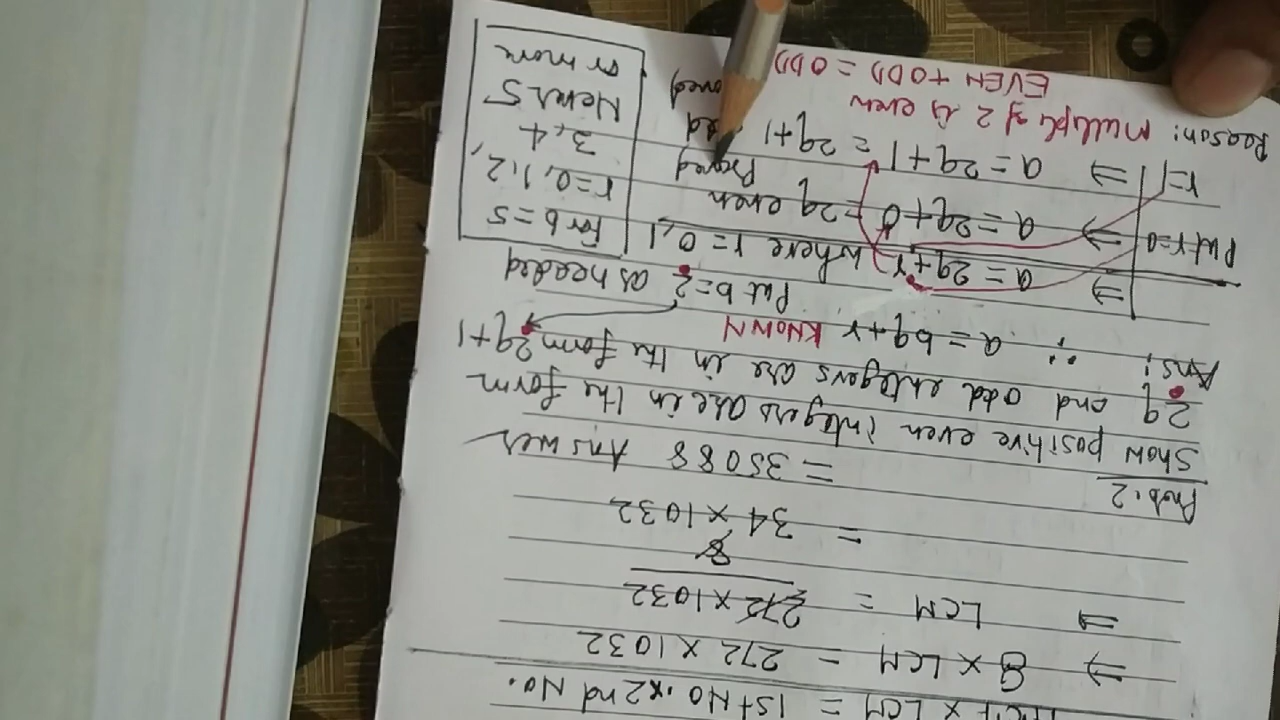 HCF x LCM = 1st No. x 2nd No.
⇒ 8 x LCM = 272 x 1032
⇒ LCM = 272 x 1032
8
= 34 x 1032
= 35088 Answer
Prob: 2
Show positive even integers are in the form
2q and odd integers are in the form 2q+1
Ans: ∴ a = bq + r KNOWN
Put b = 2 as needed
⇒ a = 2q + r where r = 0, 1
Put r=0 ⇒ a = 2q + 0 = 2q even
Proved
r=1 ⇒ a = 2q + 1 = 2q+1
Reason: Multiple of 2 is even
EVEN + ODD = ODD
For b = 5
r = 0, 1, 2,
3, 4
Never 5
or more